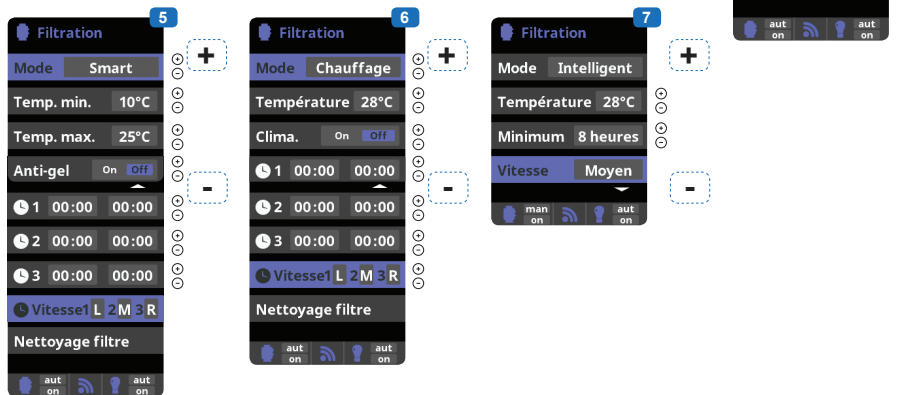 5
Filtration
Mode Smart
Temp. min. 10°C
Temp. max. 25°C
Anti-gel On Off
1 00:00 00:00
2 00:00 00:00
3 00:00 00:00
Vitesse1 L 2 M 3 R
Nettoyage filtre
aut on aut on
+
-
6
Filtration
Mode Chauffage
Température 28°C
Clima. On Off
1 00:00 00:00
2 00:00 00:00
3 00:00 00:00
Vitesse1 L 2 M 3 R
Nettoyage filtre
aut on aut on
+
-
7
Filtration
Mode Intelligent
Température 28°C
Minimum 8 heures
Vitesse Moyen
man on aut on
+
-
aut on aut on